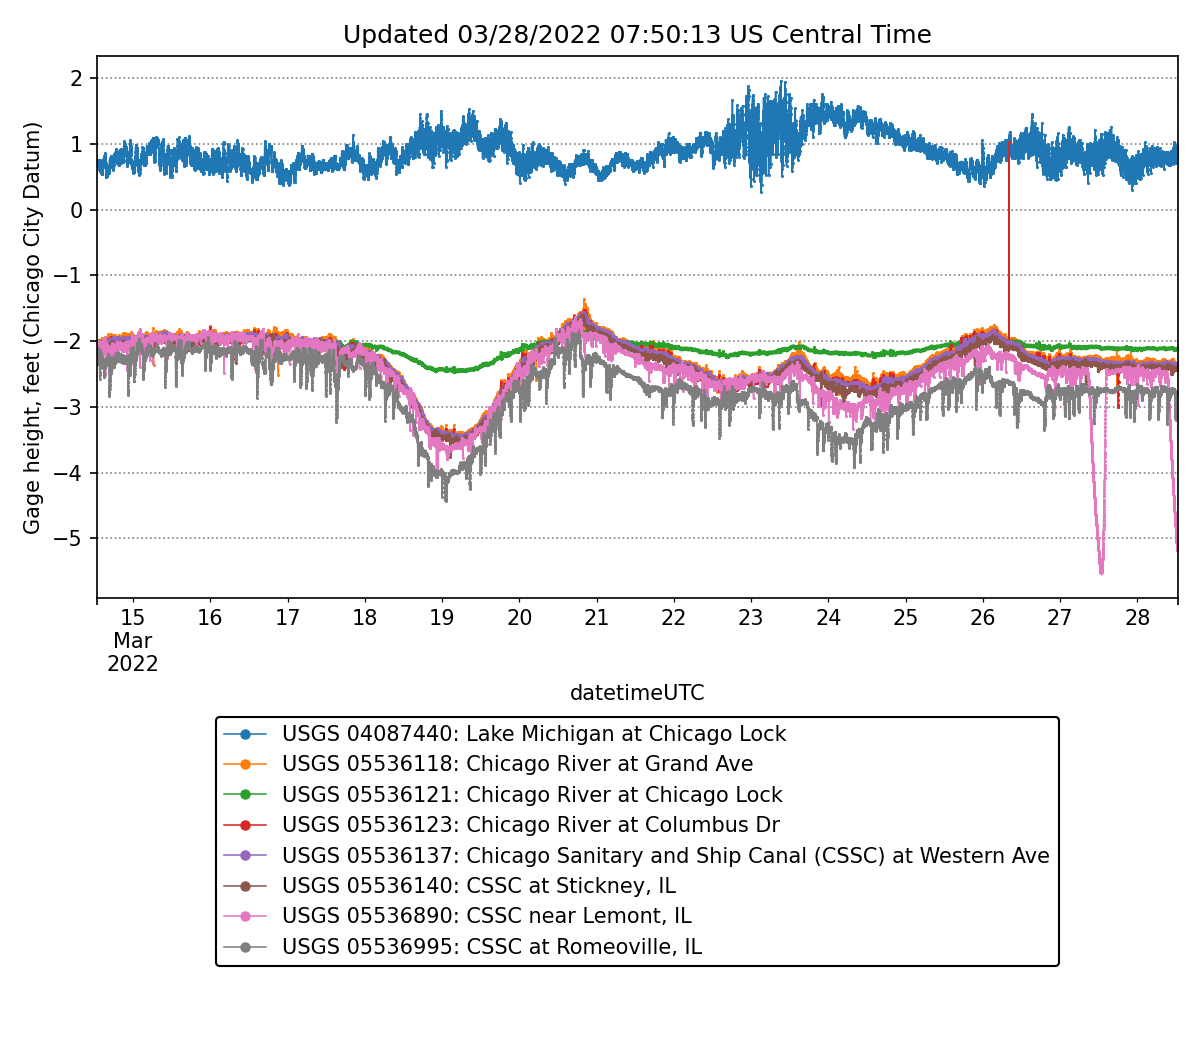 Updated 03/28/2022 07:50:13 US Central Time
Gage height, feet (Chicago City Datum)
2
1
0
−1
−2
−3
−4
−5
15 16 17 18 19 20 21 22 23 24 25 26 27 28
Mar
2022
datetimeUTC
USGS 04087440: Lake Michigan at Chicago Lock
USGS 05536118: Chicago River at Grand Ave
USGS 05536121: Chicago River at Chicago Lock
USGS 05536123: Chicago River at Columbus Dr
USGS 05536137: Chicago Sanitary and Ship Canal (CSSC) at Western Ave
USGS 05536140: CSSC at Stickney, IL
USGS 05536890: CSSC near Lemont, IL
USGS 05536995: CSSC at Romeoville, IL